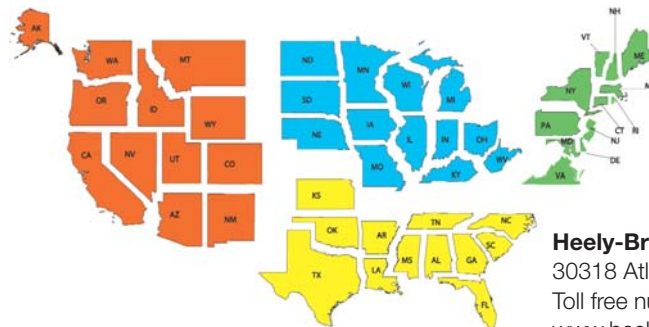 AK
WA
MT
OR
ID
WY
CA
NV
UT
CO
AZ
NM
ND
MN
WI
MI
SD
IA
NE
IL
IN
OH
MO
KY
WV
KS
OK
AR
TN
NC
TX
LA
MS
AL
GA
SC
FL
NH
VT
ME
NY
M
PA
CT
RI
NJ
MD
DE
VA
Heely-Br
30318 Atl
Toll free nu